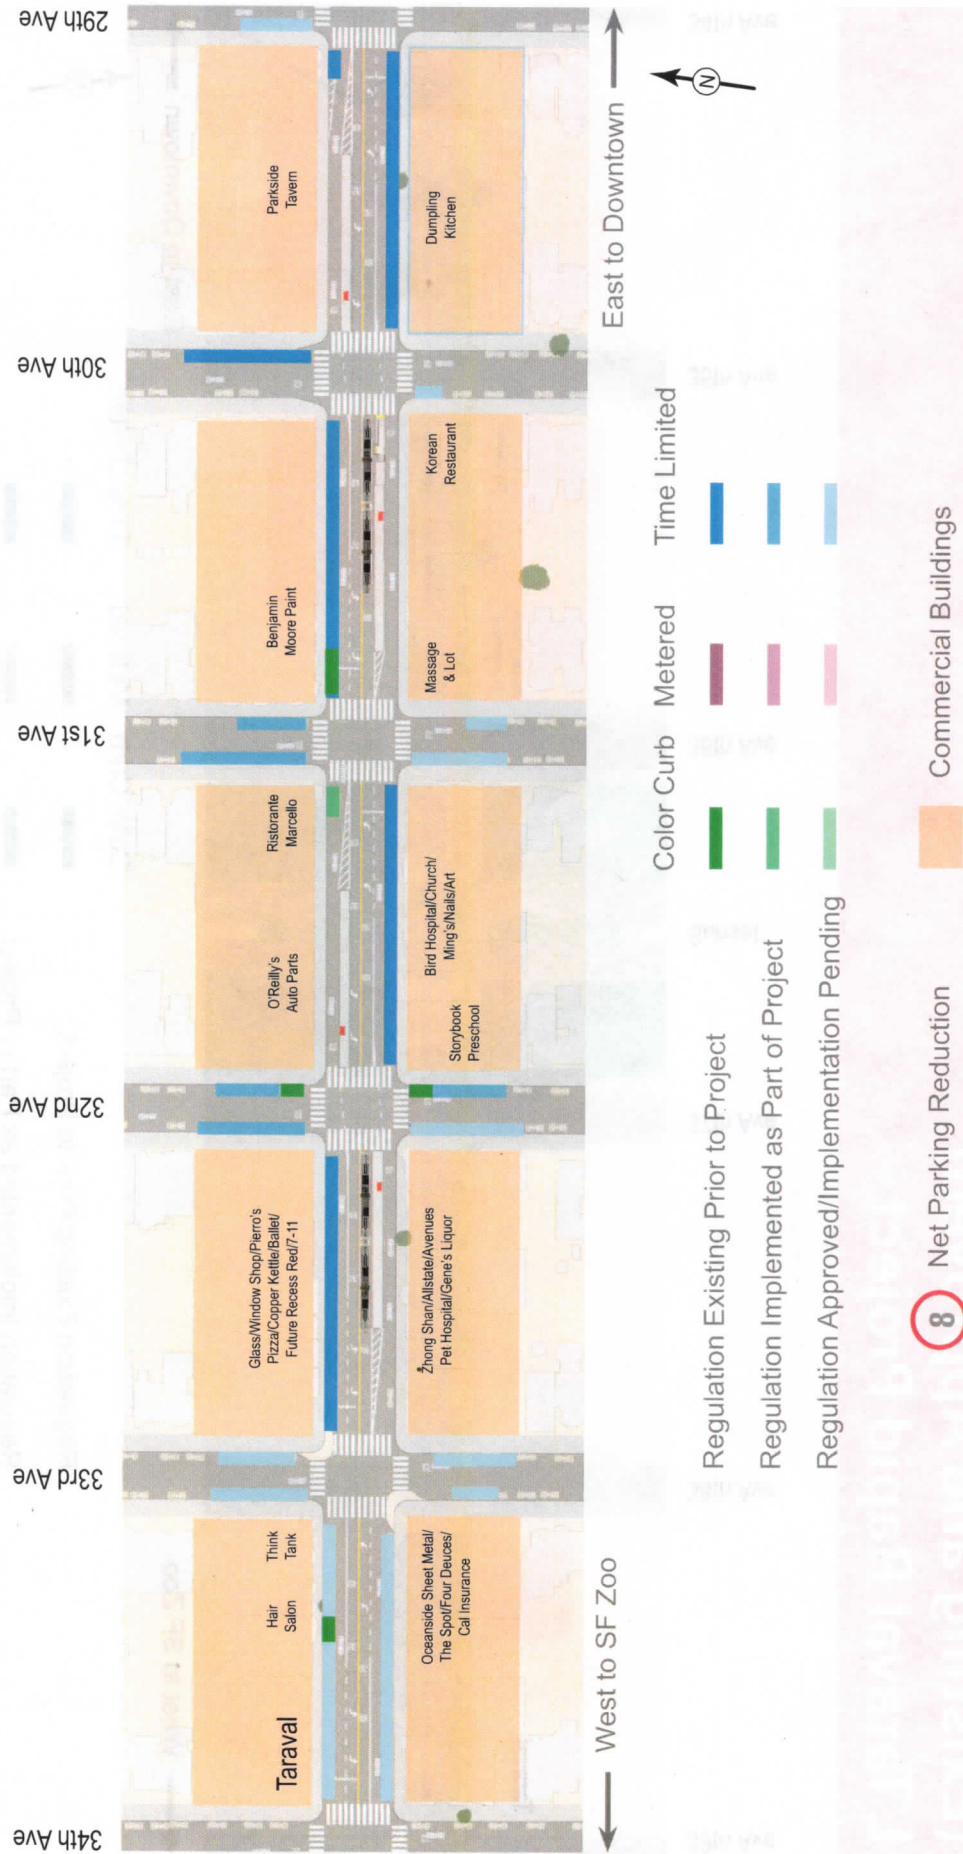 34th Ave
33rd Ave
32nd Ave
31st Ave
30th Ave
29th Ave
Taraval
Hair
Salon
Think
Tank
Glass/Window Shop/Pierro's
Pizza/Copper Kettle/Ballet/
Future Recess Red/7-11
O'Reilly's
Auto Parts
Ristorante
Marcello
Benjamin
Moore Paint
Parkside
Tavern
Oceanside Sheet Metal/
The Spot/Four Deuces/
Cal Insurance
Zhong Shan/Allstate/Avenues
Pet Hospital/Gene's Liquor
Storybook
Preschool
Bird Hospital/Church/
Ming's/Nails/Art
Massage
& Lot
Korean
Restaurant
Dumpling
Kitchen
West to SF Zoo
East to Downtown
N
Color Curb Metered Time Limited
Regulation Existing Prior to Project
Regulation Implemented as Part of Project
Regulation Approved/Implementation Pending
8 Net Parking Reduction
Commercial Buildings